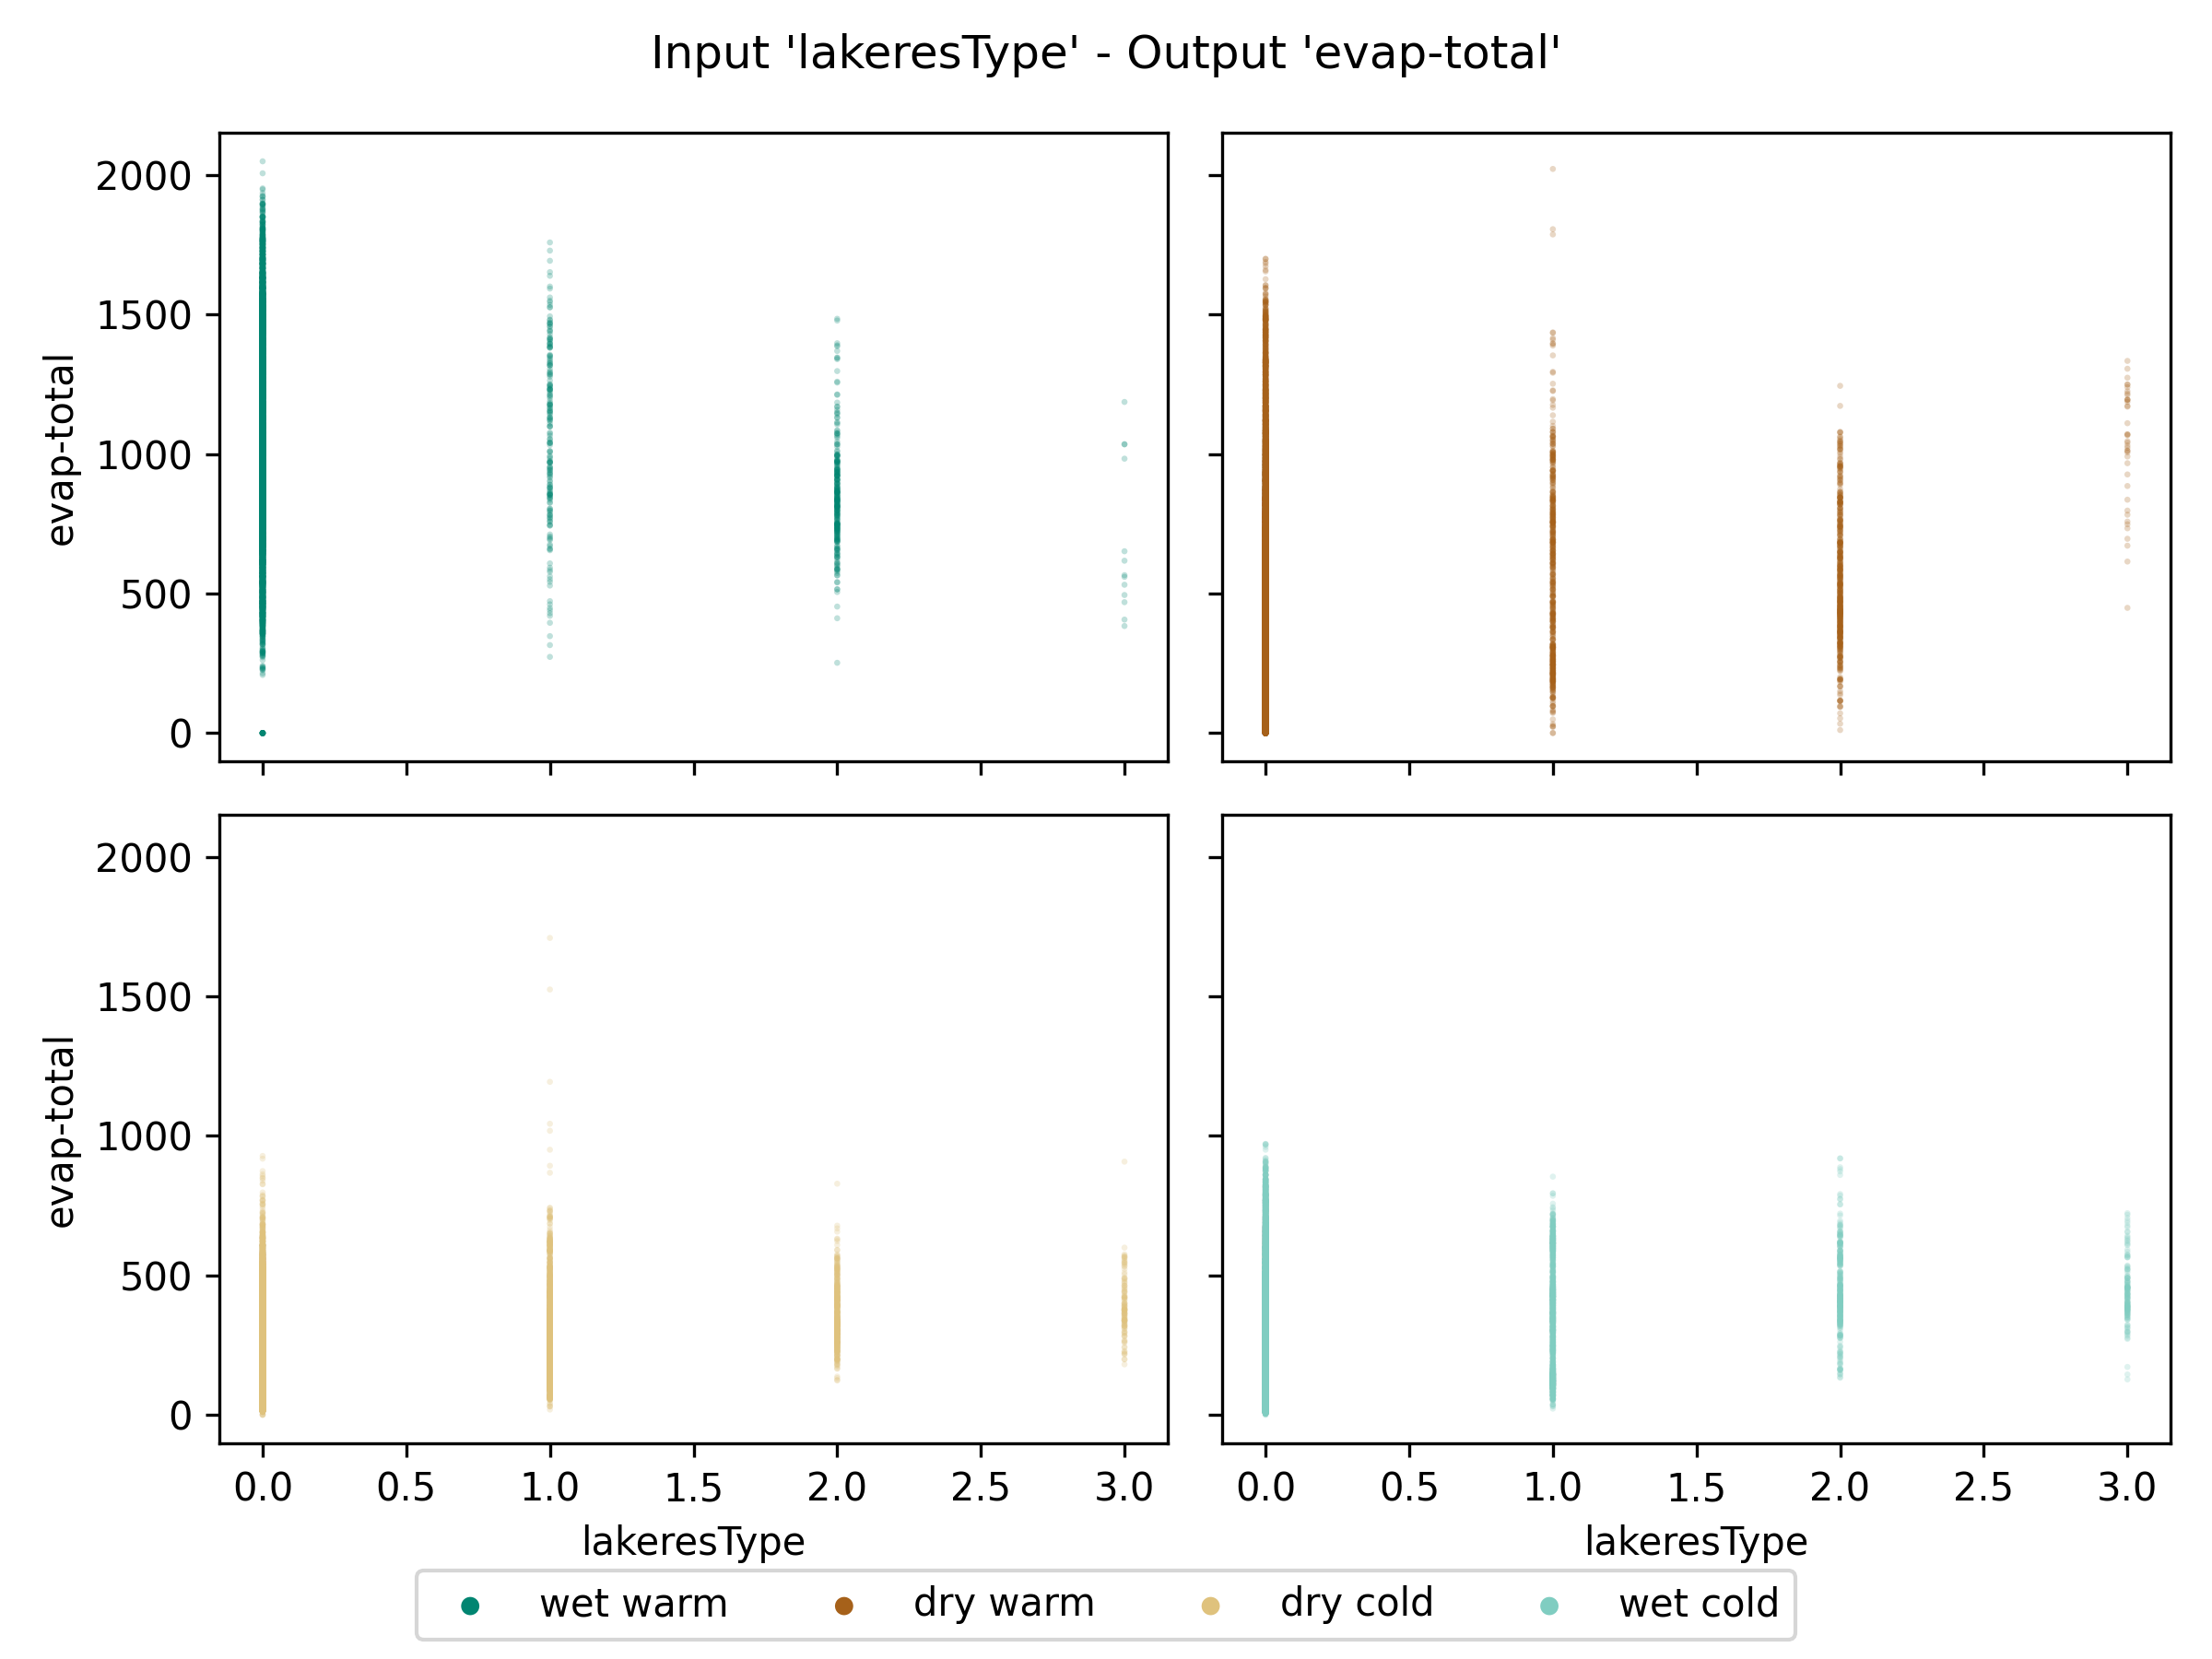 Input 'lakeresType' - Output 'evap-total'
2000
1500
1000
500
0
evap-total
2000
1500
1000
500
0
evap-total
0.0 0.5 1.0 1.5 2.0 2.5 3.0
0.0 0.5 1.0 1.5 2.0 2.5 3.0
lakeresType
lakeresType
wet warm dry warm dry cold wet cold